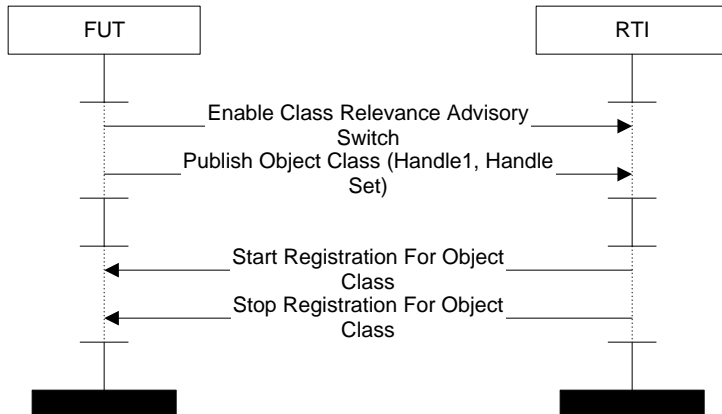 FUT
RTI
Enable Class Relevance Advisory
Switch
Publish Object Class (Handle1, Handle
Set)
Start Registration For Object
Class
Stop Registration For Object
Class